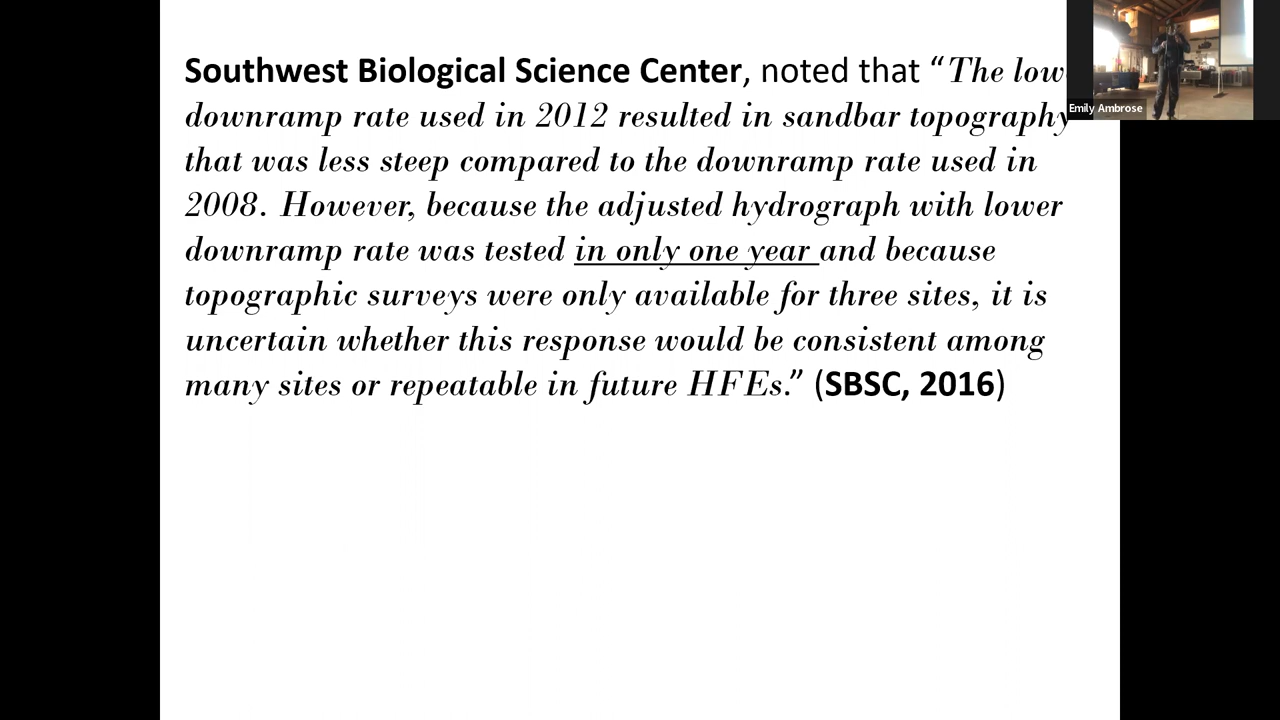 Southwest Biological Science Center, noted that “The low
downramp rate used in 2012 resulted in sandbar topography
that was less steep compared to the downramp rate used in
2008. However, because the adjusted hydrograph with lower
downramp rate was tested in only one year and because
topographic surveys were only available for three sites, it is
uncertain whether this response would be consistent among
many sites or repeatable in future HFEs.” (SBSC, 2016)
Emily Ambrose